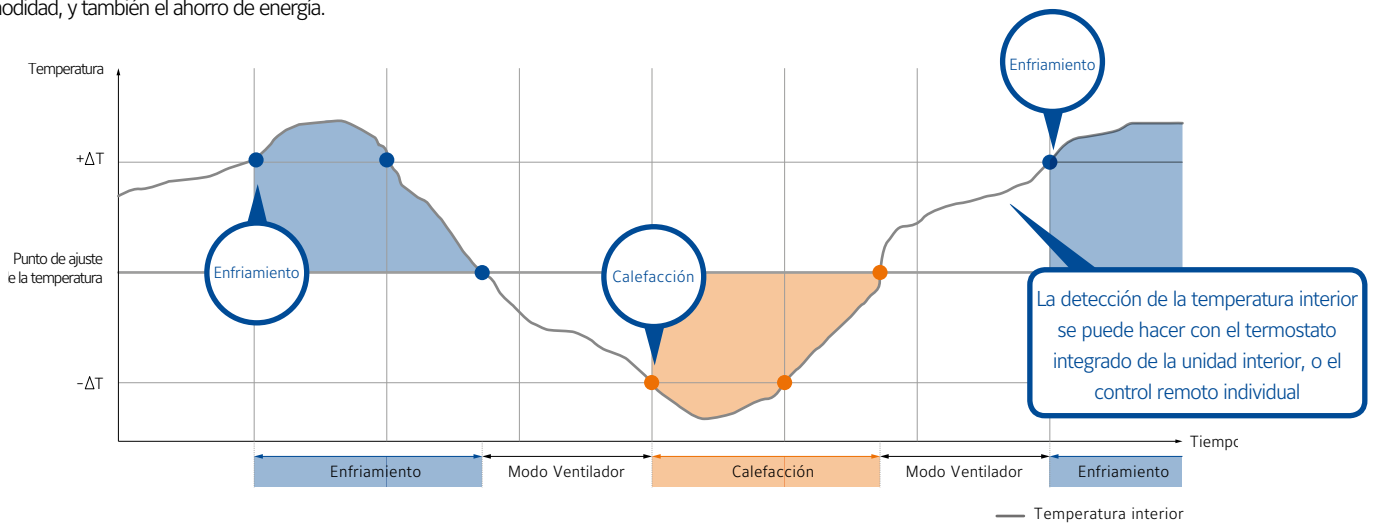 nodidad, y también el ahorro de energía.
Temperatura
+ΔT
Punto de ajuste
e la temperatura
-ΔT
Enfriamiento
Calefacción
Enfriamiento
La detección de la temperatura interior
se puede hacer con el termostato
integrado de la unidad interior, o el
control remoto individual
Tiempo
Enfriamiento
Modo Ventilador
Calefacción
Modo Ventilador
Enfriamiento
Temperatura interior